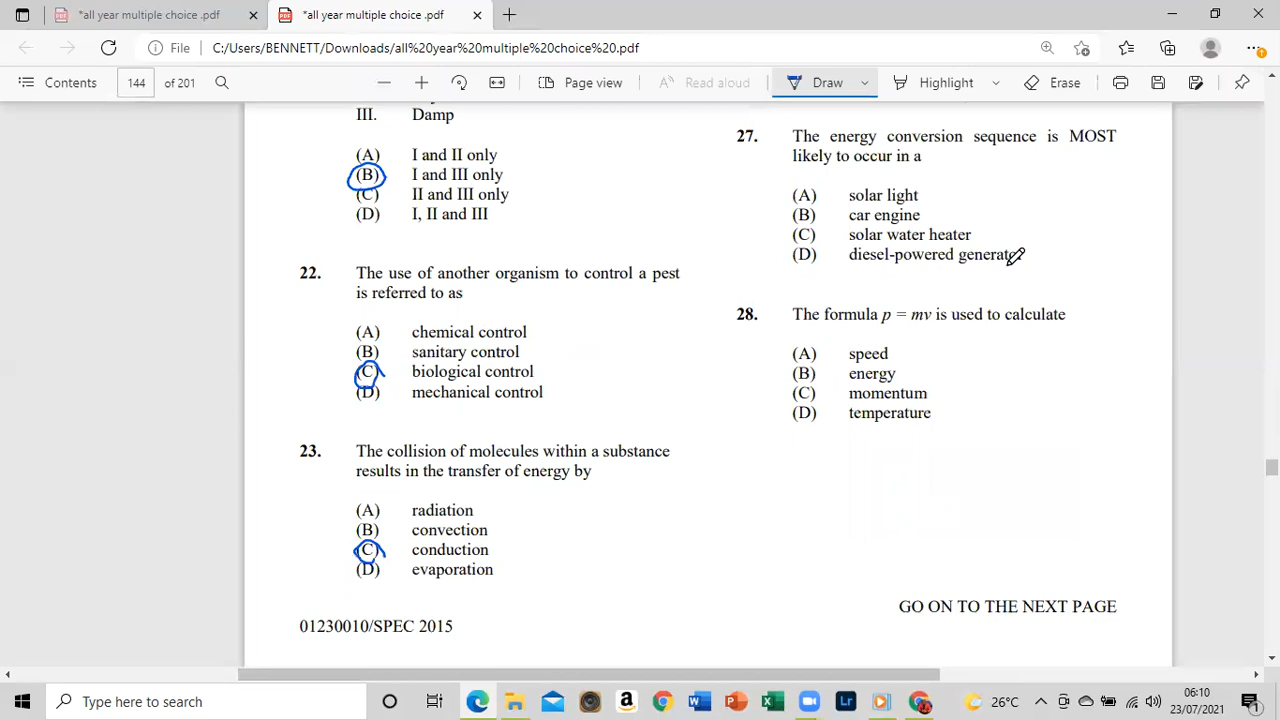 *all year multiple choice .pdf
*all year multiple choice .pdf
File
C:/Users/BENNETT/Downloads/all%20year%20multiple%20choice%20.pdf
Contents
144 of 201
Page view
Read aloud
Draw
Highlight
Erase
III. Damp
(A) I and II only
(B) I and III only
(C) II and III only
(D) I, II and III
22. The use of another organism to control a pest
is referred to as
(A) chemical control
(B) sanitary control
(C) biological control
(D) mechanical control
23. The collision of molecules within a substance
results in the transfer of energy by
(A) radiation
(B) convection
(C) conduction
(D) evaporation
01230010/SPEC 2015
27. The energy conversion sequence is MOST
likely to occur in a
(A) solar light
(B) car engine
(C) solar water heater
(D) diesel-powered generator
28. The formula p = mv is used to calculate
(A) speed
(B) energy
(C) momentum
(D) temperature
GO ON TO THE NEXT PAGE
Type here to search
26°C
06:10
23/07/2021